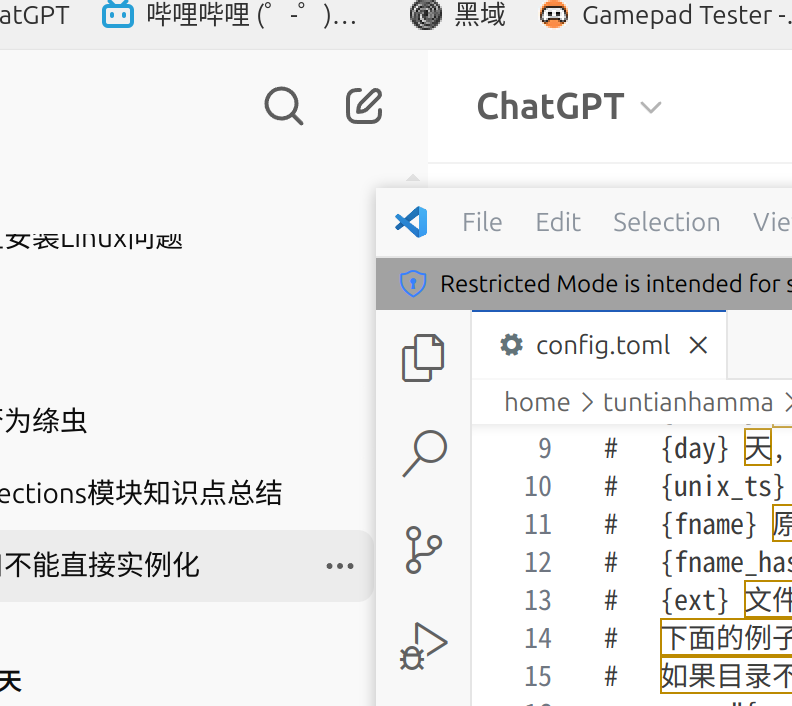 atGPT 哔哩哔哩 (゜-゜)... 黑域 Gamepad Tester -.
ChatGPT
安装Linux问题
为绦虫
ections模块知识点总结
不能直接实例化
天
File Edit Selection Vie
Restricted Mode is intended for s
config.toml
home > tuntianhamma >
9 # {day} 天,
10 # {unix_ts}
11 # {fname} 原
12 # {fname_has
13 # {ext} 文件
14 # 下面的例子
15 # 如果目录不